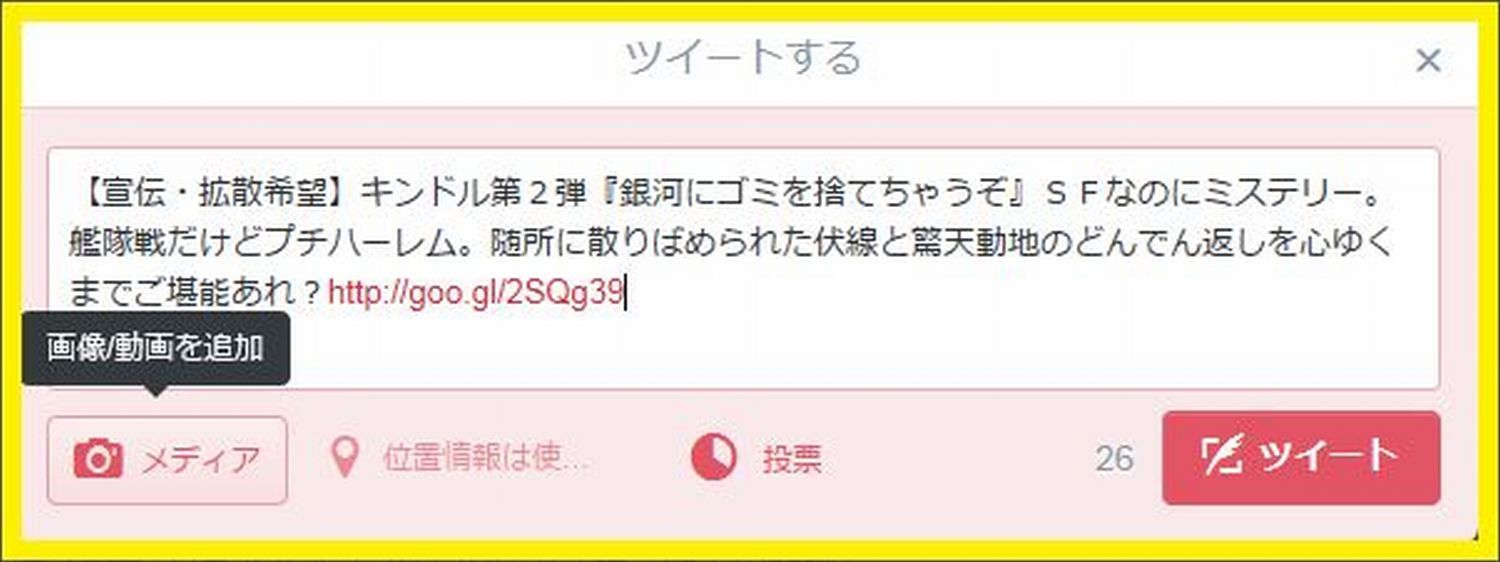 ツイートする ×
【宣伝・拡散希望】キンドル第２弾『銀河にゴミを捨てちゃうぞ』ＳＦなのにミステリー。
艦隊戦だけどプチハーレム。随所に散りばめられた伏線と驚天動地のどんでん返しを心ゆく
までご堪能あれ？http://goo.gl/2SQg39
画像/動画を追加
メディア 位置情報は使… 投票 26 ツイート